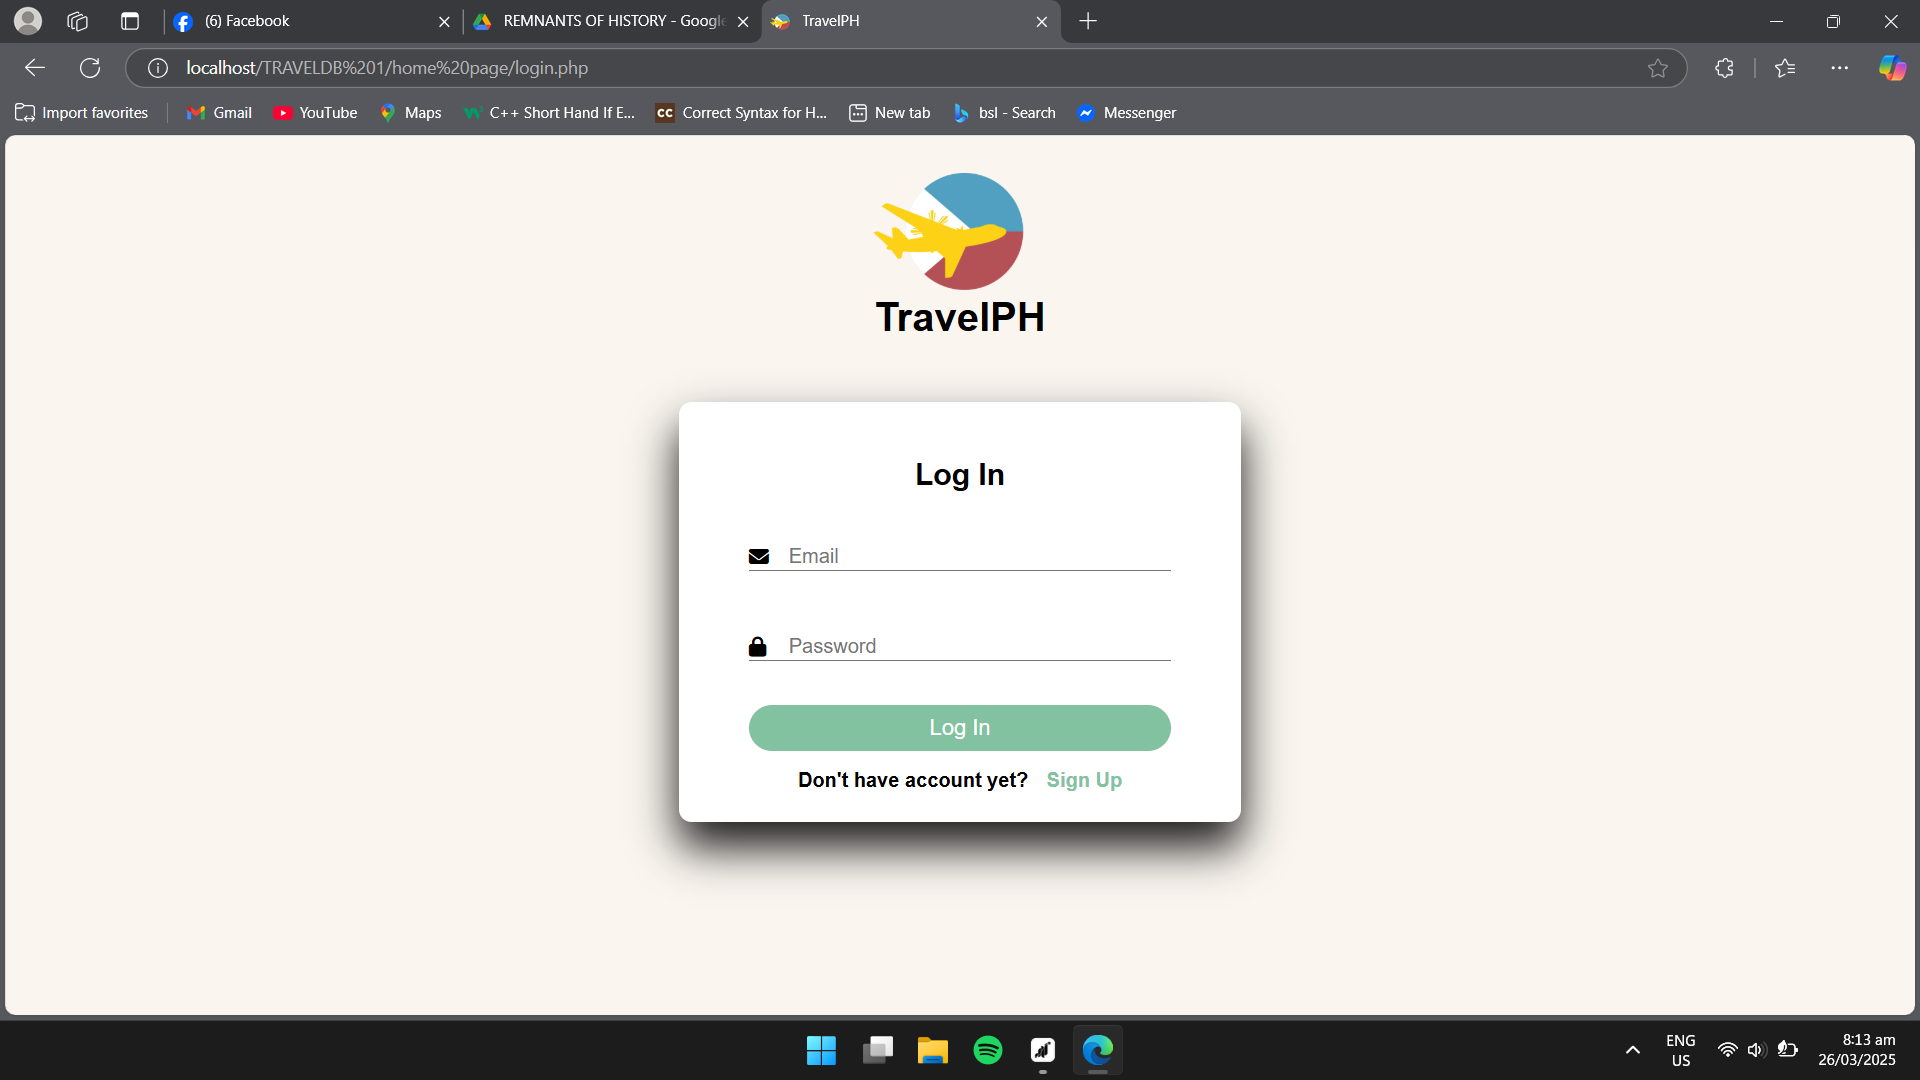 (6) Facebook
REMNANTS OF HISTORY - Google
TravelPH
localhost/TRAVELDB%201/home%20page/login.php
Import favorites
Gmail
YouTube
Maps
C++ Short Hand If E...
CC Correct Syntax for H...
New tab
bsl - Search
Messenger
TravelPH
Log In
Email
Password
Log In
Don't have account yet? Sign Up
ENG
US
8:13 am
26/03/2025